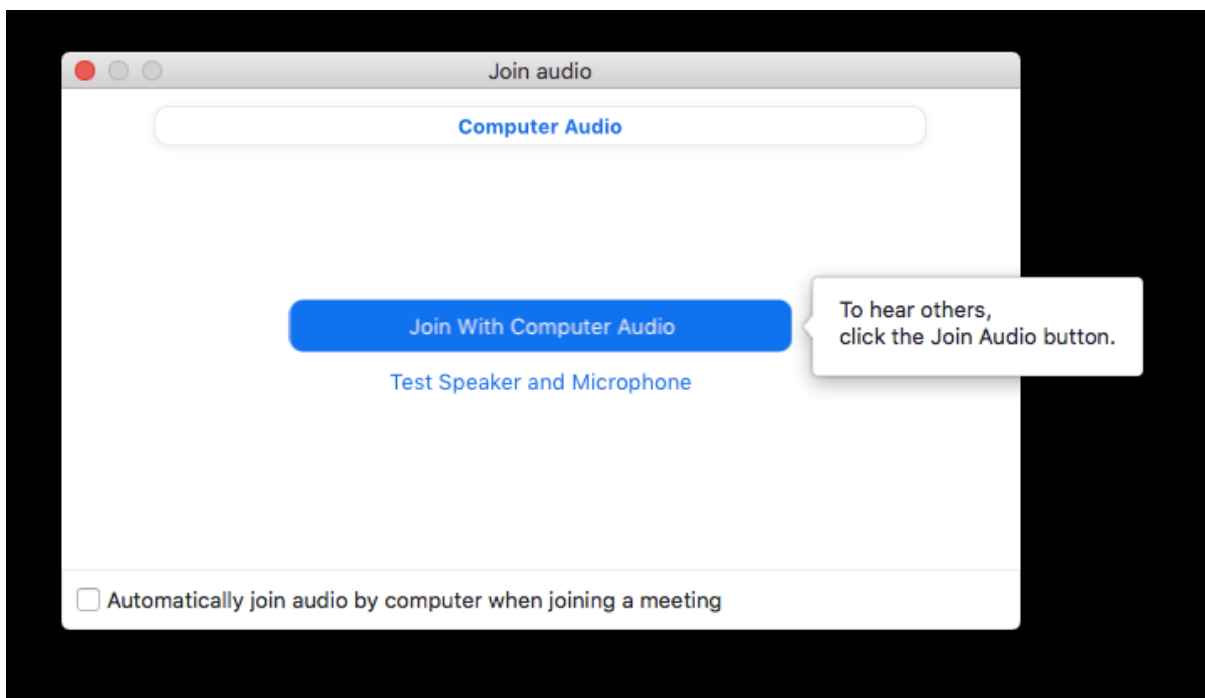 Join audio
Computer Audio
Join With Computer Audio
To hear others,
click the Join Audio button.
Test Speaker and Microphone
Automatically join audio by computer when joining a meeting